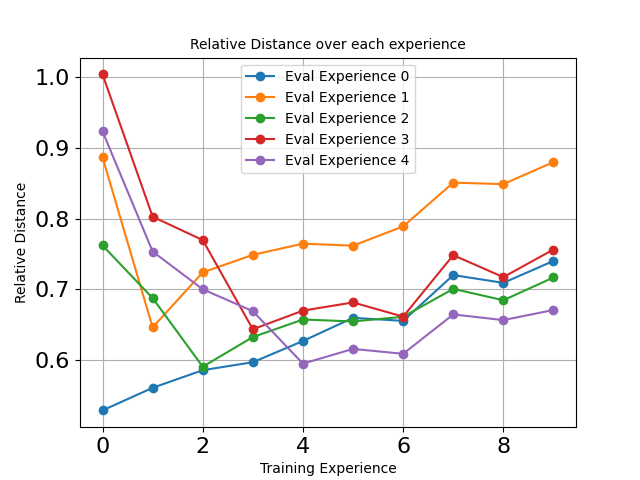 Relative Distance over each experience
Eval Experience 0
Eval Experience 1
Eval Experience 2
Eval Experience 3
Eval Experience 4
1.0
0.9
0.8
0.7
0.6
Relative Distance
0 2 4 6 8
Training Experience